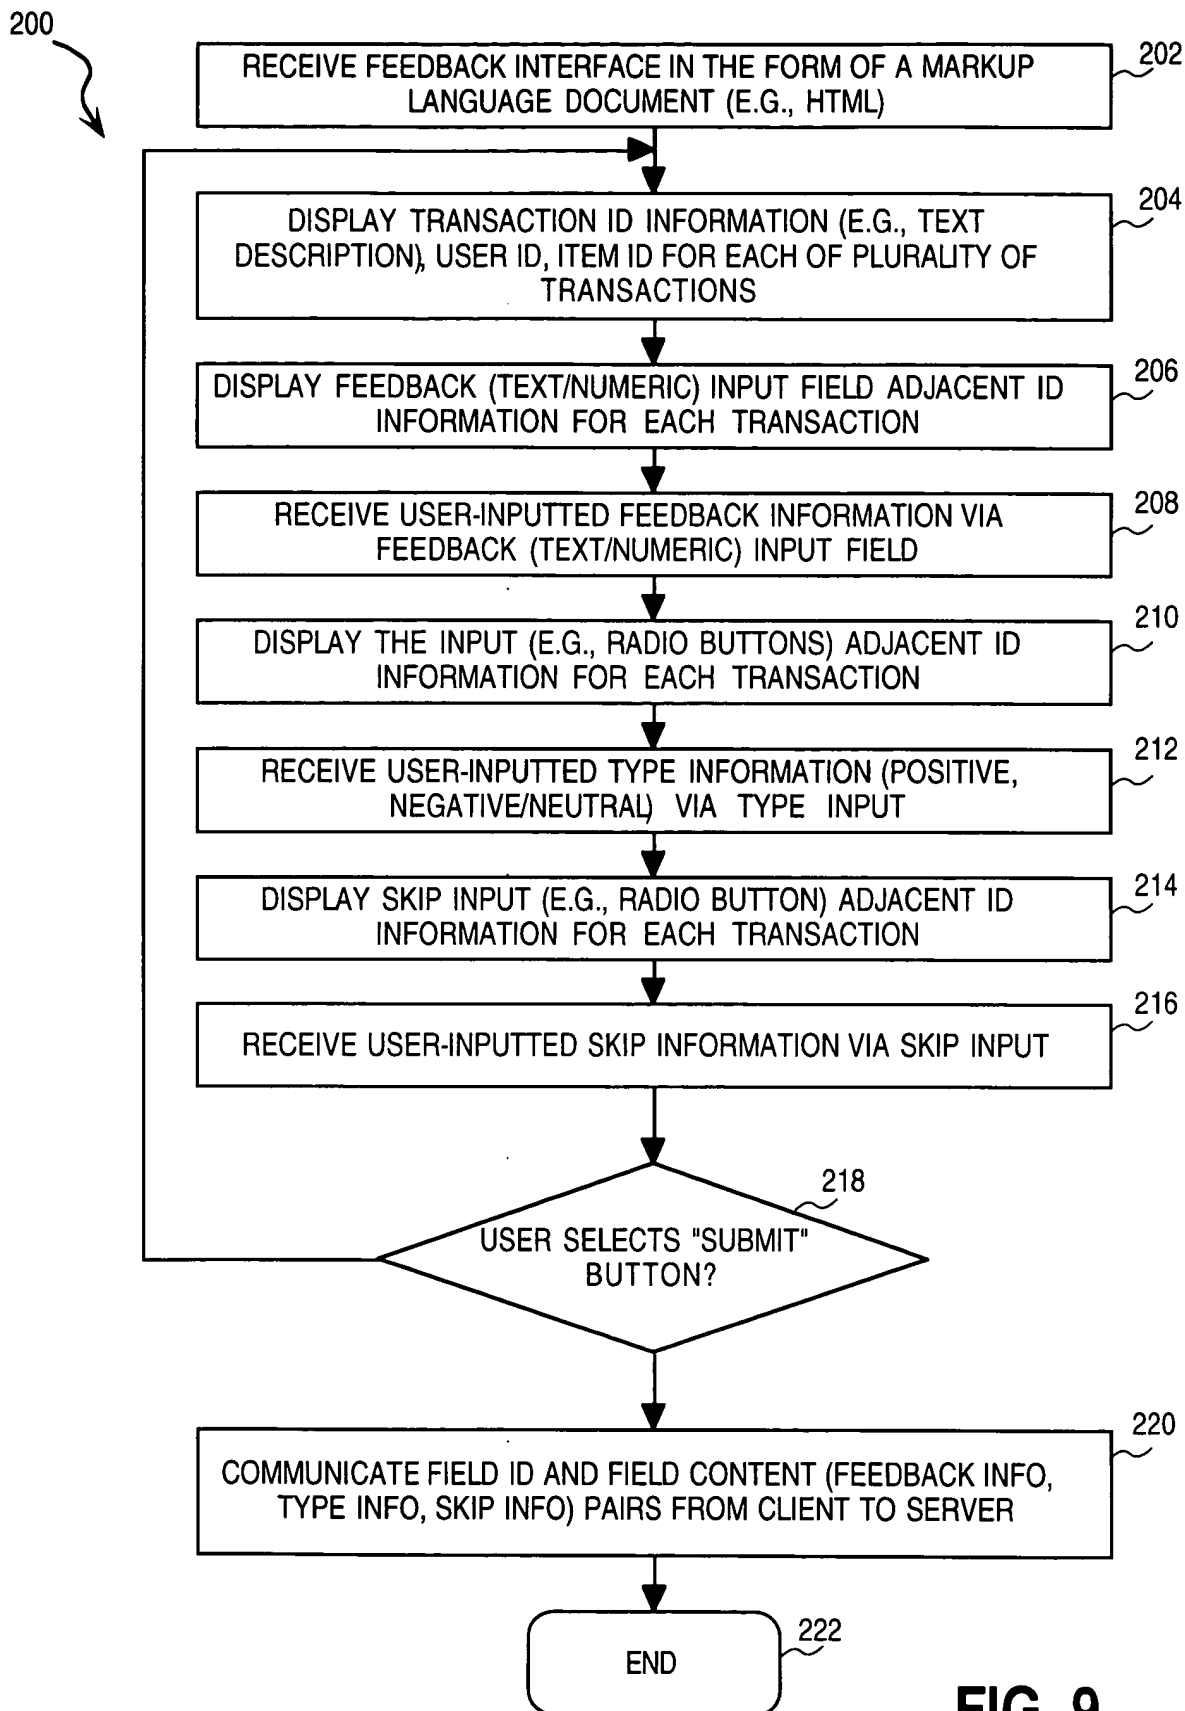 200
RECEIVE FEEDBACK INTERFACE IN THE FORM OF A MARKUP
LANGUAGE DOCUMENT (E.G., HTML)
202
DISPLAY TRANSACTION ID INFORMATION (E.G., TEXT
DESCRIPTION), USER ID, ITEM ID FOR EACH OF PLURALITY OF
TRANSACTIONS
204
DISPLAY FEEDBACK (TEXT/NUMERIC) INPUT FIELD ADJACENT ID
INFORMATION FOR EACH TRANSACTION
206
RECEIVE USER-INPUTTED FEEDBACK INFORMATION VIA
FEEDBACK (TEXT/NUMERIC) INPUT FIELD
208
DISPLAY THE INPUT (E.G., RADIO BUTTONS) ADJACENT ID
INFORMATION FOR EACH TRANSACTION
210
RECEIVE USER-INPUTTED TYPE INFORMATION (POSITIVE,
NEGATIVE/NEUTRAL) VIA TYPE INPUT
212
DISPLAY SKIP INPUT (E.G., RADIO BUTTON) ADJACENT ID
INFORMATION FOR EACH TRANSACTION
214
RECEIVE USER-INPUTTED SKIP INFORMATION VIA SKIP INPUT
216
USER SELECTS "SUBMIT"
BUTTON?
218
COMMUNICATE FIELD ID AND FIELD CONTENT (FEEDBACK INFO,
TYPE INFO, SKIP INFO) PAIRS FROM CLIENT TO SERVER
220
END
222
FIG. 9